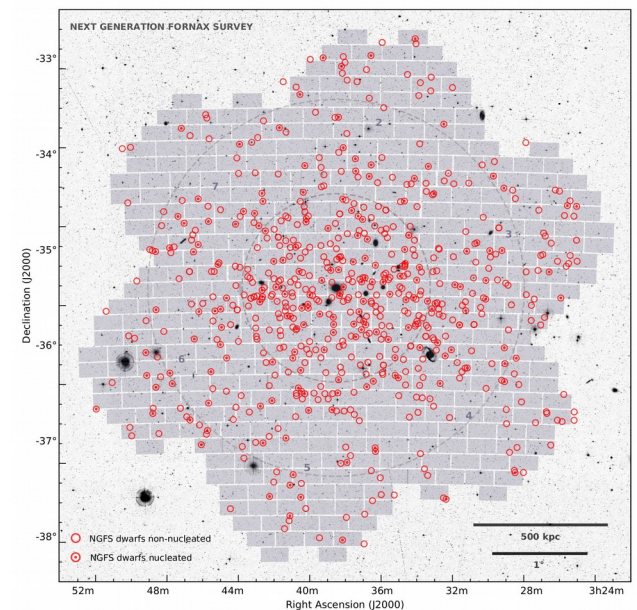 NEXT GENERATION FORNAX SURVEY
-33°
2
-34°
7
3
-35°
Declination (J2000)
-36°
6
4
-37°
5
-38°
NGFS dwarfs non-nucleated
NGFS dwarfs nucleated
500 kpc
1°
52m 48m 44m 40m 36m 32m 28m 3h24m
Right Ascension (J2000)